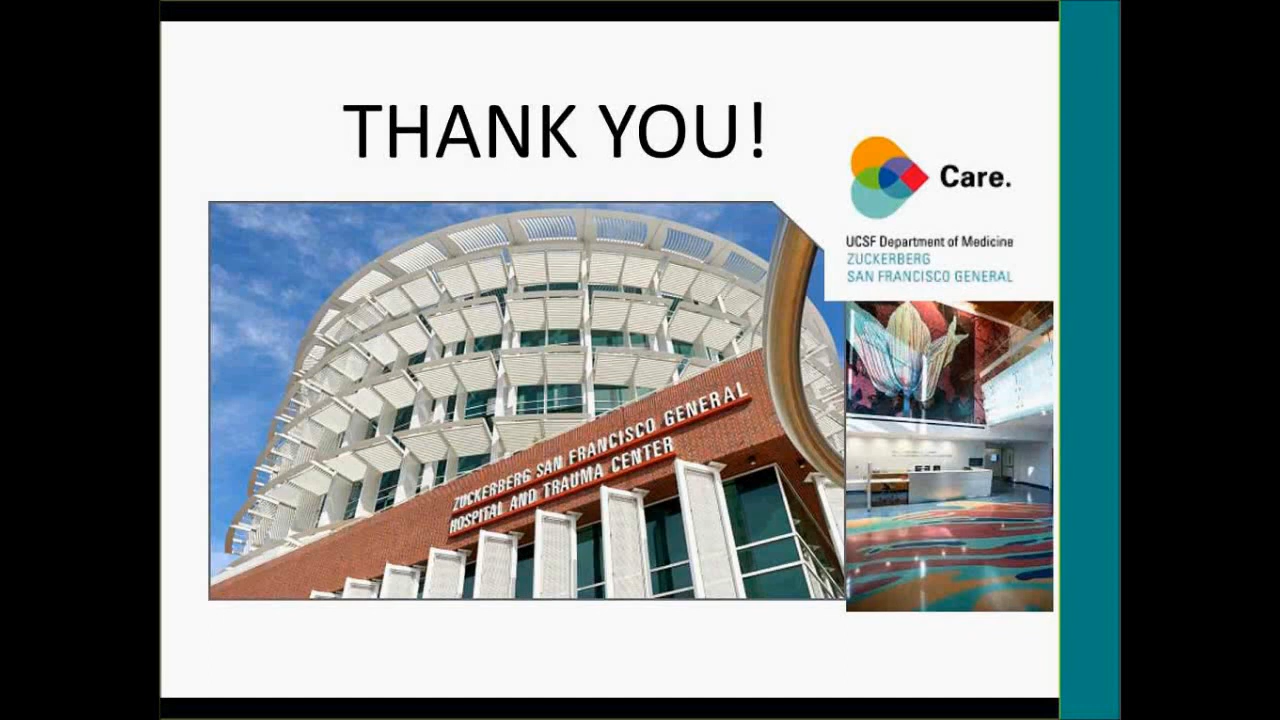 THANK YOU!
Care.
UCSF Department of Medicine
ZUCKERBERG
SAN FRANCISCO GENERAL
ZUCKERBERG SAN FRANCISCO GENERAL
HOSPITAL AND TRAUMA CENTER